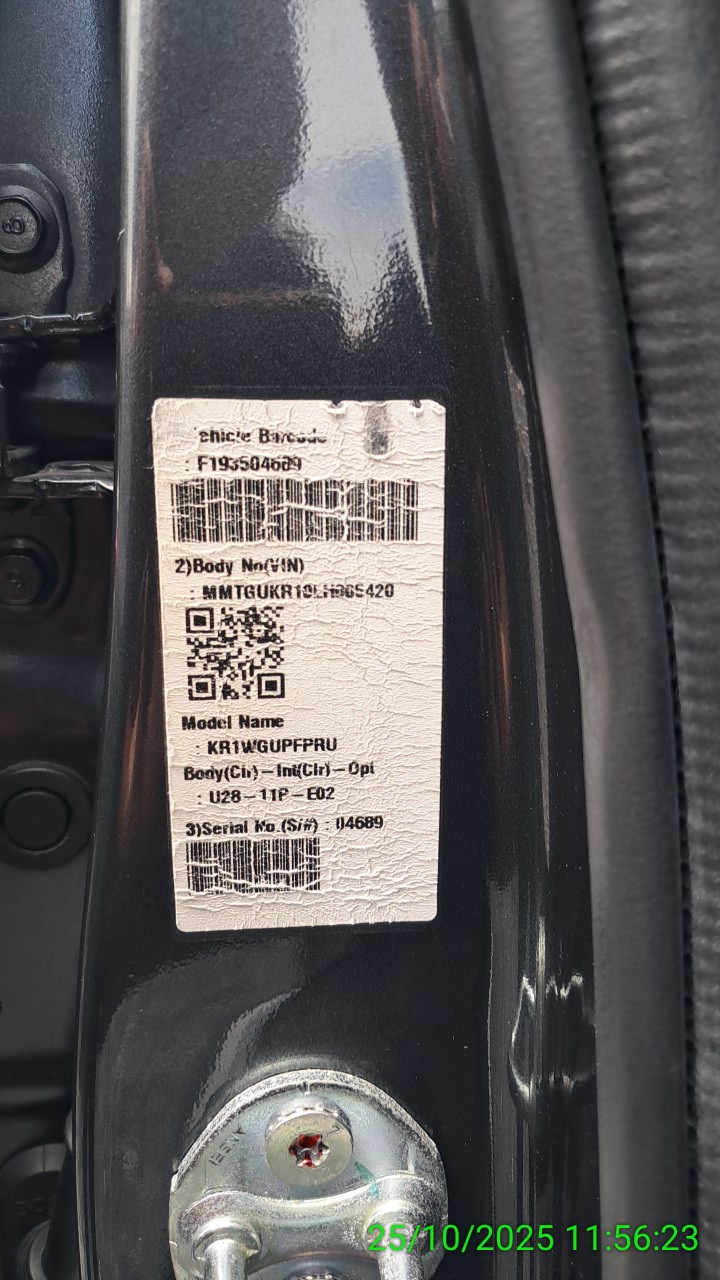 ehicle Barcode
: F193504689
2)Body No(VIN)
: MMTGUKR10LH005420
Model Name
: KR1WGUPFPRU
Body(Clr)-Int(Clr)-Opt
: U28-11P-E02
3)Serial No.(S/#) : 04689
25/10/2025 11:56:23